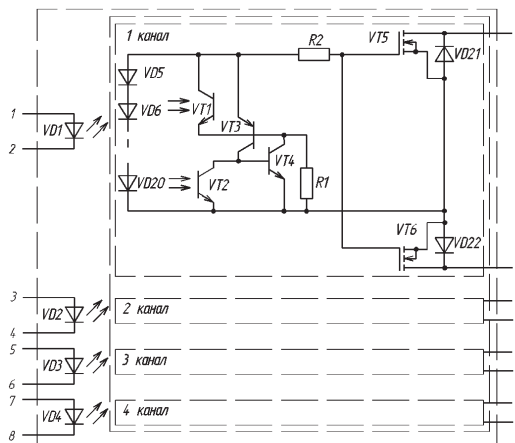 1 канал
R2
VT5
VD21
VD5
VD6
VT1
VT3
1
VD1
2
VT4
VD20
VT2
R1
VT6
VD22
3
VD2
4
2 канал
5
VD3
6
3 канал
7
VD4
8
4 канал